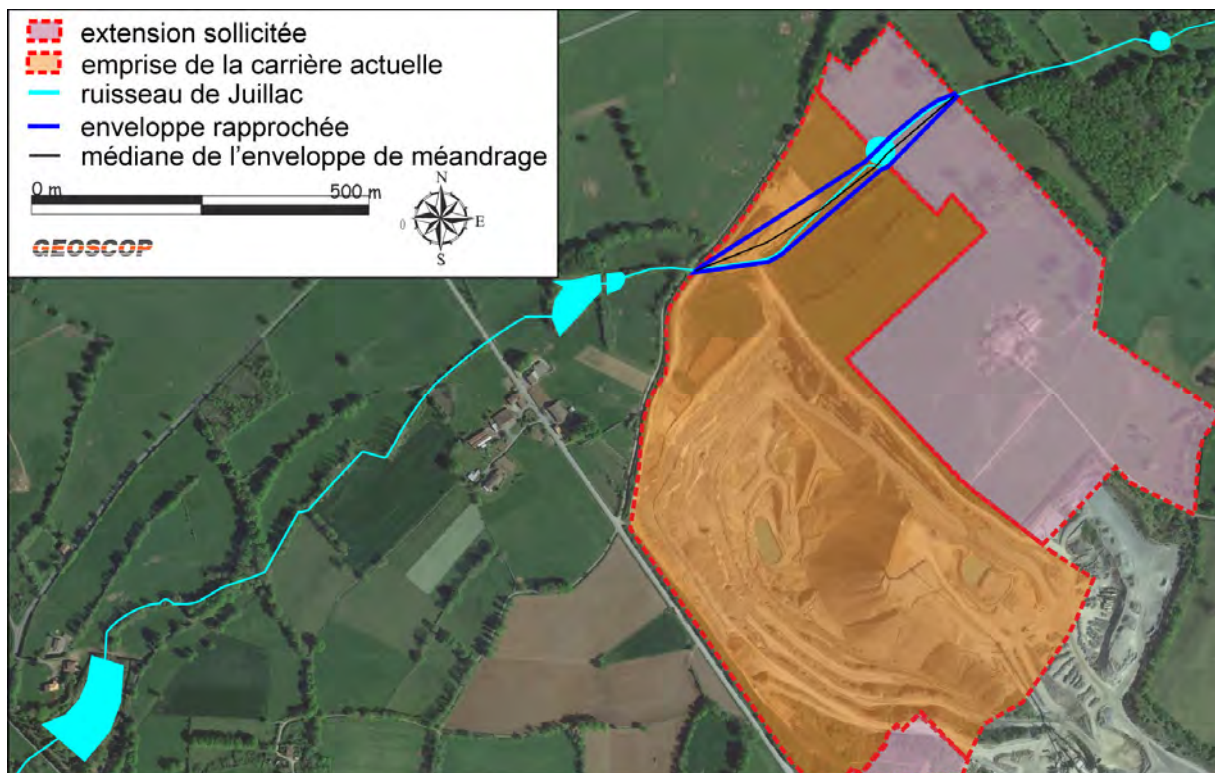 extension sollicitée
emprise de la carrière actuelle
ruisseau de Juillac
enveloppe rapprochée
médiane de l'enveloppe de méandrage
0 m 500 m
N
0 E
S
GEOSCOP